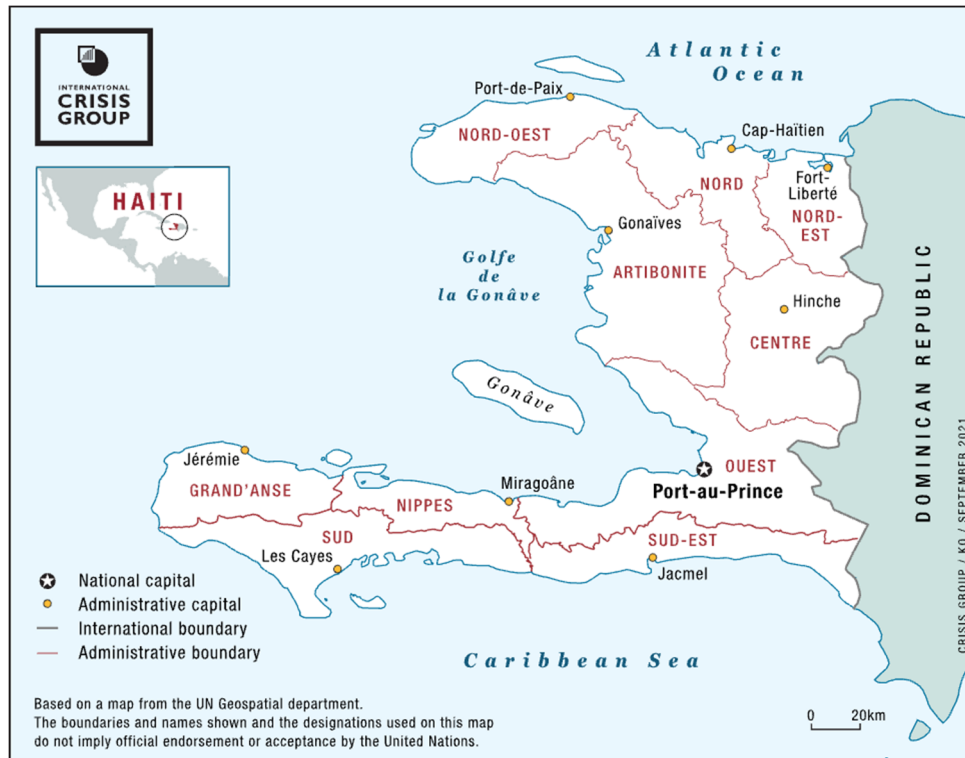 INTERNATIONAL
CRISIS
GROUP
HAITI
Atlantic
Ocean
Port-de-Paix
NORD-OEST
Cap-Haïtien
NORD
Fort-
Liberté
NORD-
EST
Gonaïves
Golfe
de
la Gonâve
ARTIBONITE
Hinche
CENTRE
Gonâve
DOMINICAN REPUBLIC
Jérémie
GRAND'ANSE
NIPPES
Miragoâne
OUEST
Port-au-Prince
SUD
Les Cayes
SUD-EST
Jacmel
National capital
Administrative capital
International boundary
Administrative boundary
Caribbean Sea
Based on a map from the UN Geospatial department.
The boundaries and names shown and the designations used on this map
do not imply official endorsement or acceptance by the United Nations.
0 20km
CRISIS GROUP / KO / SEPTEMBER 2021